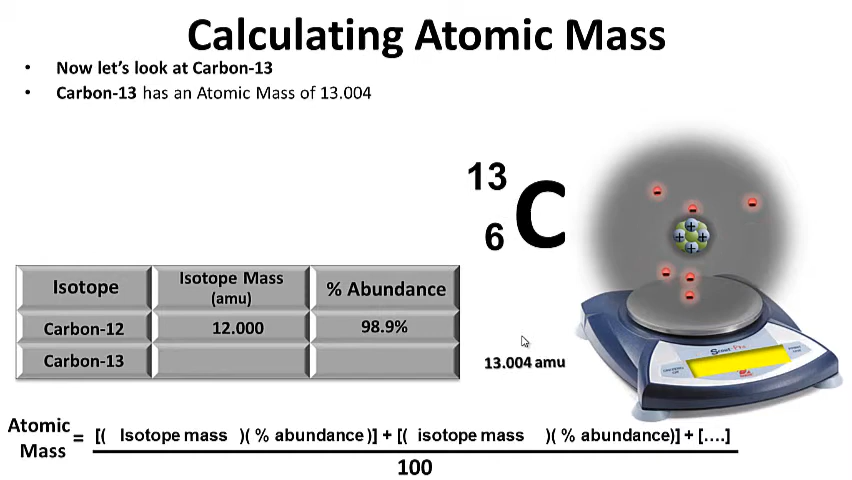 Calculating Atomic Mass
• Now let's look at Carbon-13
• Carbon-13 has an Atomic Mass of 13.004
13
6
C
Isotope Isotope Mass (amu) % Abundance
Carbon-12 12.000 98.9%
Carbon-13
13.004 amu
Scout Pro
Atomic Mass = [( Isotope mass )( % abundance )] + [( isotope mass )( % abundance)] + [….]
100